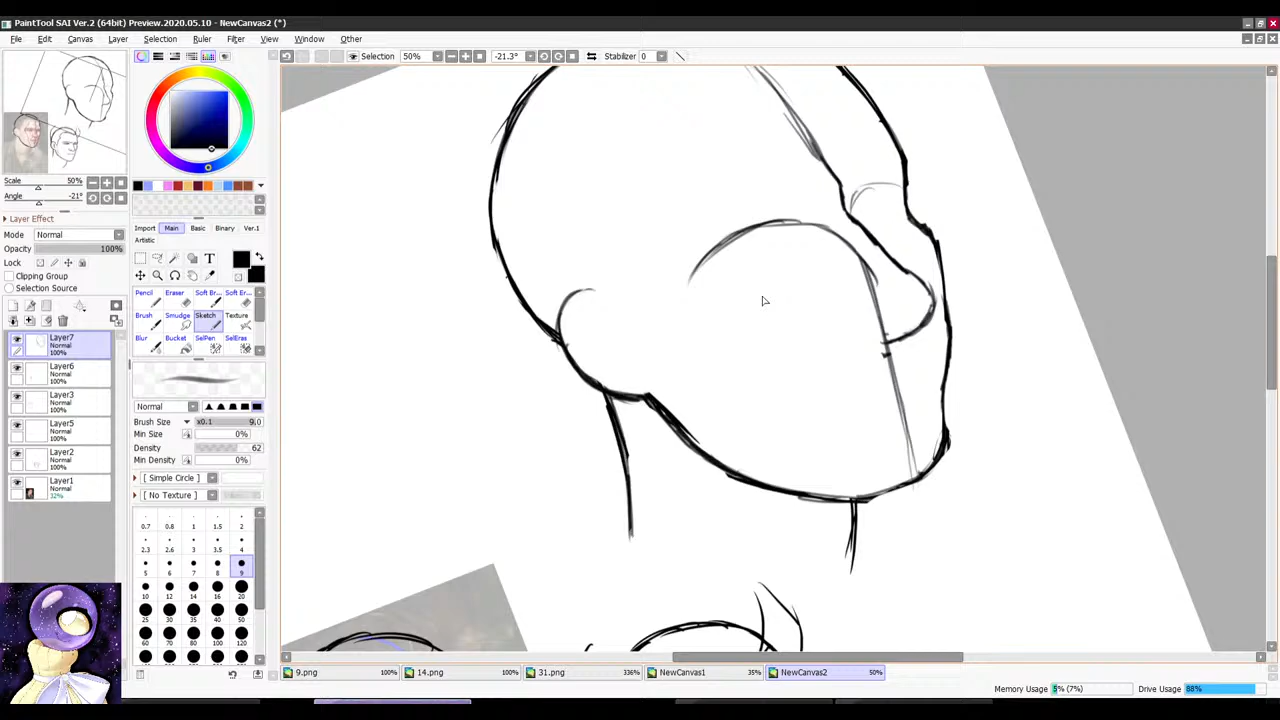 PaintTool SAI Ver.2 (64bit) Preview.2020.05.10 - NewCanvas2 (*)
File Edit Canvas Layer Selection Ruler Filter View Window Other
Selection 50% -21.3° Stabilizer 0
Scale 50%
Angle -21°
Layer Effect
Mode Normal
Opacity 100%
Lock
Clipping Group
Selection Source
Layer7
Normal
100%
Layer6
Normal
100%
Layer3
Normal
100%
Layer5
Normal
100%
Layer2
Normal
100%
Layer1
Normal
32%
Import Main Basic Binary Ver.1
Artistic
T
Pencil Eraser Soft Br... Soft Er...
Brush Smudge Sketch Texture
Blur Bucket SelPen SelEras
Normal
Brush Size x0.1 9.0
Min Size 0%
Density 62
Min Density 0%
[ Simple Circle ]
[ No Texture ]
0.7 0.8 1 1.5 2
2.3 2.6 3 3.5 4
5 6 7 8 9
10 12 14 16 20
25 30 35 40 50
60 70 80 100 120
9.png 100% 14.png 100% 31.png 336% NewCanvas1 35% NewCanvas2 50%
Memory Usage 5% (7%) Drive Usage 88%